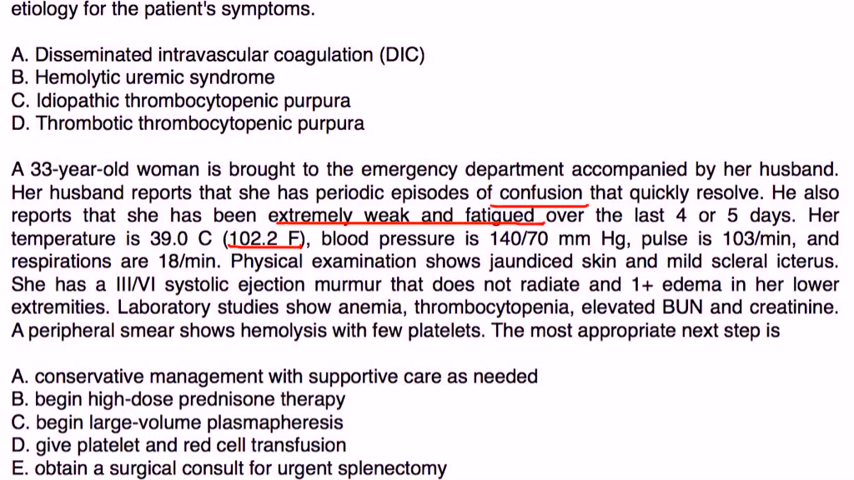 etiology for the patient's symptoms.
A. Disseminated intravascular coagulation (DIC)
B. Hemolytic uremic syndrome
C. Idiopathic thrombocytopenic purpura
D. Thrombotic thrombocytopenic purpura
A 33-year-old woman is brought to the emergency department accompanied by her husband.
Her husband reports that she has periodic episodes of confusion that quickly resolve. He also
reports that she has been extremely weak and fatigued over the last 4 or 5 days. Her
temperature is 39.0 C (102.2 F), blood pressure is 140/70 mm Hg, pulse is 103/min, and
respirations are 18/min. Physical examination shows jaundiced skin and mild scleral icterus.
She has a III/VI systolic ejection murmur that does not radiate and 1+ edema in her lower
extremities. Laboratory studies show anemia, thrombocytopenia, elevated BUN and creatinine.
A peripheral smear shows hemolysis with few platelets. The most appropriate next step is
A. conservative management with supportive care as needed
B. begin high-dose prednisone therapy
C. begin large-volume plasmapheresis
D. give platelet and red cell transfusion
E. obtain a surgical consult for urgent splenectomy